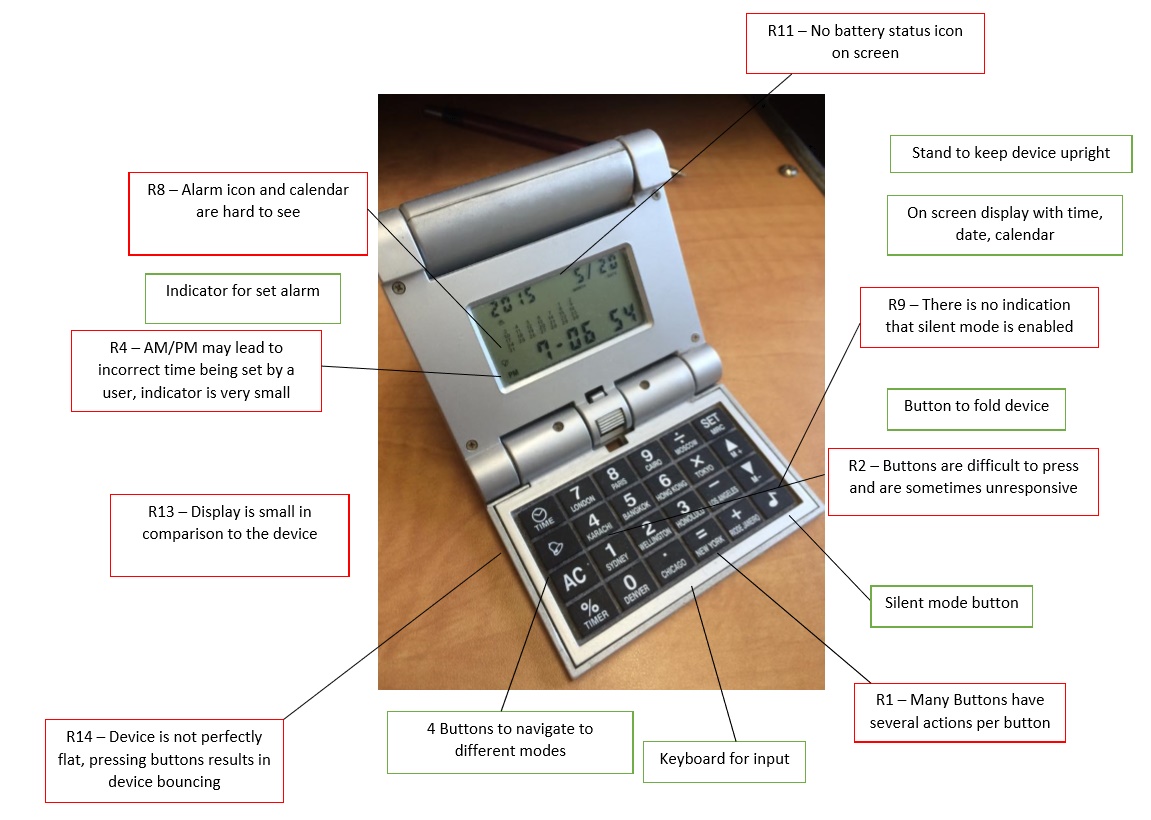 R11 – No battery status icon
on screen
Stand to keep device upright
R8 – Alarm icon and calendar
are hard to see
On screen display with time,
date, calendar
Indicator for set alarm
R9 – There is no indication
that silent mode is enabled
R4 – AM/PM may lead to
incorrect time being set by a
user, indicator is very small
Button to fold device
R2 – Buttons are difficult to press
and are sometimes unresponsive
R13 – Display is small in
comparison to the device
Silent mode button
R1 – Many Buttons have
several actions per button
R14 – Device is not perfectly
flat, pressing buttons results in
device bouncing
4 Buttons to navigate to
different modes
Keyboard for input
2015 5/20
PM 7-06 54
TIME
7 LONDON
8 PARIS
9 CAIRO
÷ MOSCOW
SET MRC
4 KARACHI
5 BANGKOK
6 HONG KONG
× TOKYO
▲ M+
AC
1 SYDNEY
2 WELLINGTON
3 HONOLULU
− LOS ANGELES
▼ M-
% TIMER
0 DENVER
. CHICAGO
= NEW YORK
+
♪